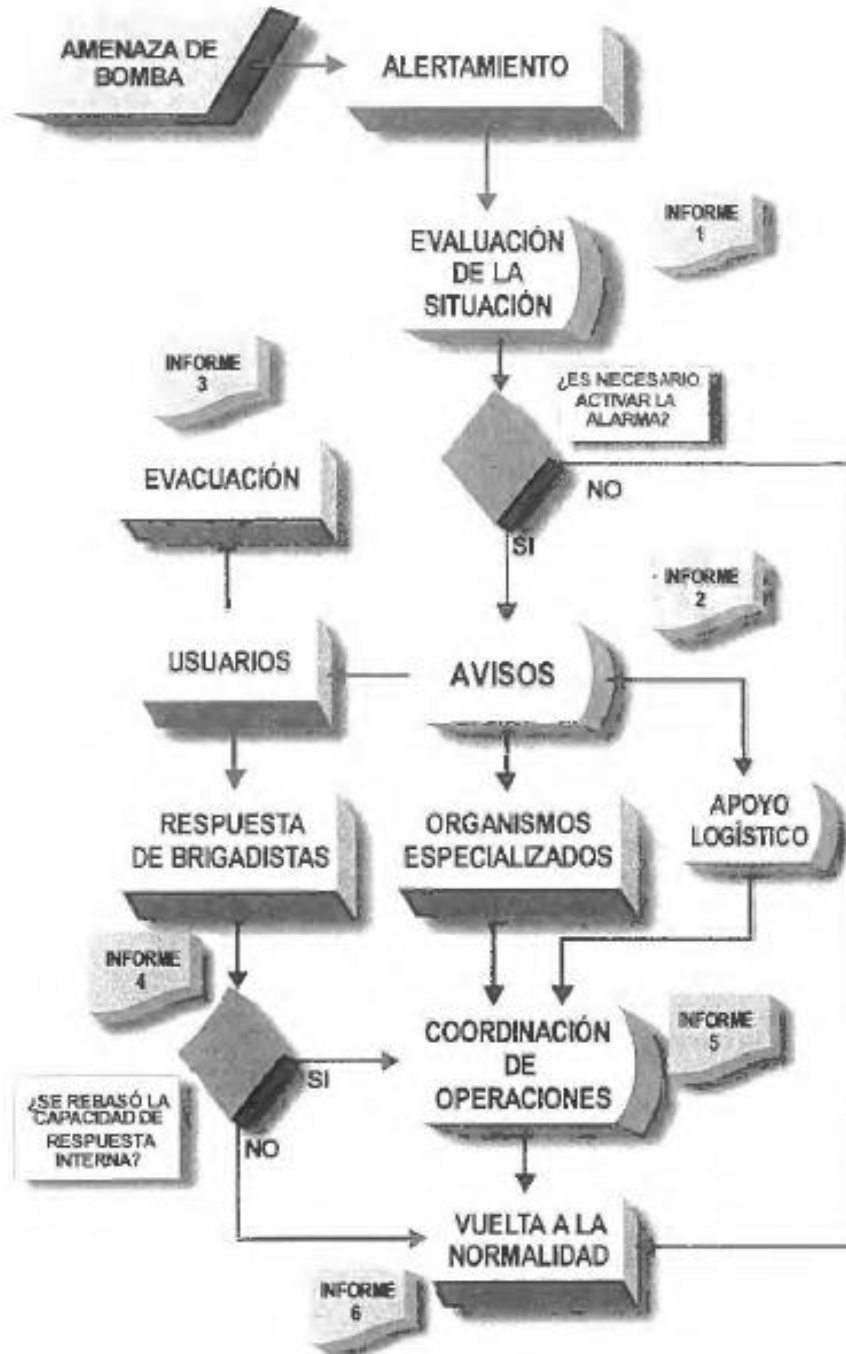 AMENAZA DE
BOMBA
ALERTAMIENTO
EVALUACIÓN
DE LA
SITUACIÓN
INFORME
1
INFORME
3
¿ES NECESARIO
ACTIVAR LA
ALARMA?
EVACUACIÓN
NO
SI
INFORME
2
USUARIOS
AVISOS
RESPUESTA
DE BRIGADISTAS
ORGANISMOS
ESPECIALIZADOS
APOYO
LOGÍSTICO
INFORME
4
COORDINACIÓN
DE
OPERACIONES
INFORME
5
SI
¿SE REBASÓ LA
CAPACIDAD DE
RESPUESTA
INTERNA?
NO
VUELTA A LA
NORMALIDAD
INFORME
6